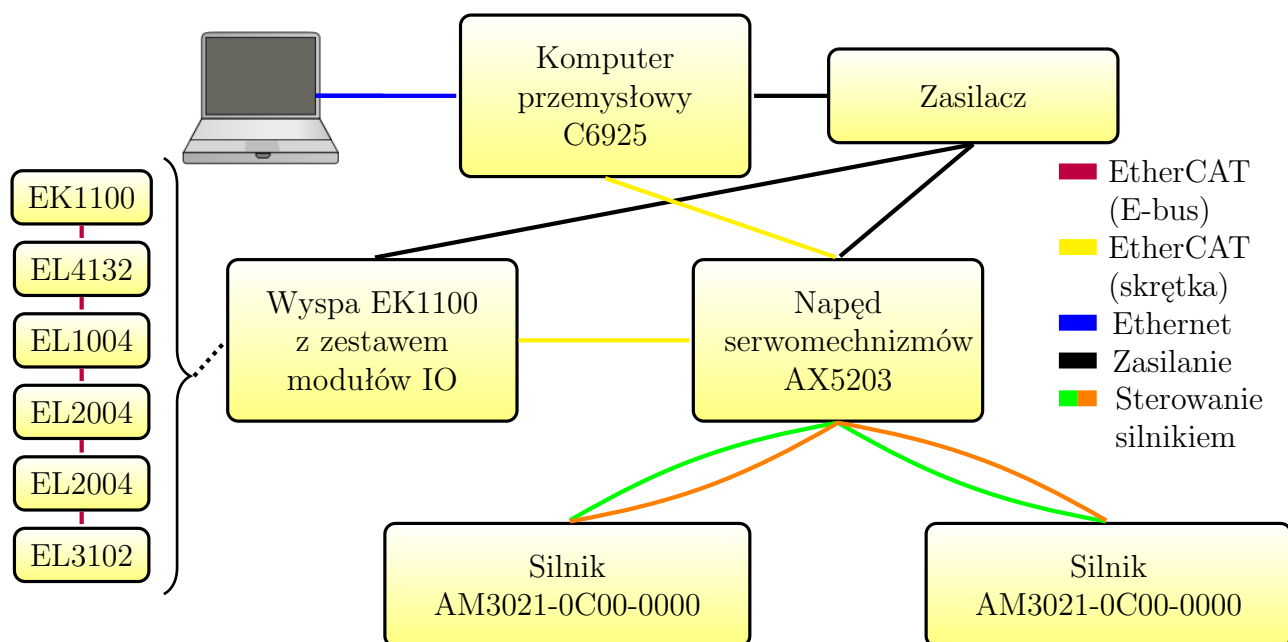 Komputer
przemysłowy
C6925
Zasilacz
EK1100
EL4132
EL1004
EL2004
EL2004
EL3102
Wyspa EK1100
z zestawem
modułów IO
Napęd
serwomechnizmów
AX5203
EtherCAT
(E-bus)
EtherCAT
(skrętka)
Ethernet
Zasilanie
Sterowanie
silnikiem
Silnik
AM3021-0C00-0000
Silnik
AM3021-0C00-0000